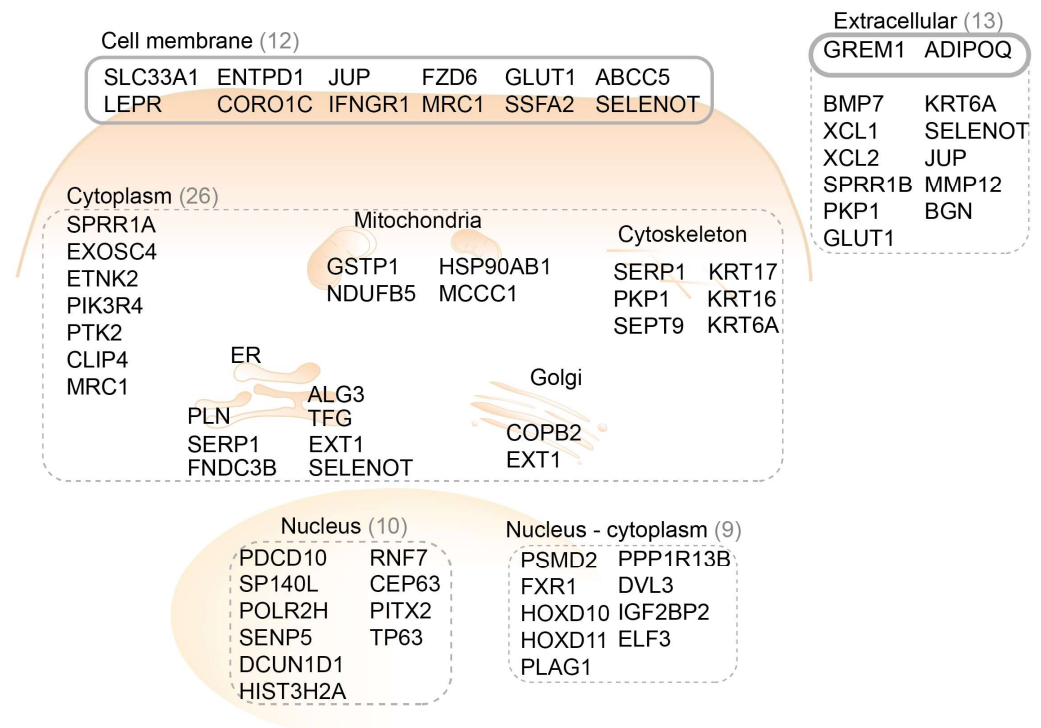 Extracellular (13)
GREM1 ADIPOQ
BMP7 KRT6A
XCL1 SELENOT
XCL2 JUP
SPRR1B MMP12
PKP1 BGN
GLUT1
Cell membrane (12)
SLC33A1 ENTPD1 JUP FZD6 GLUT1 ABCC5
LEPR CORO1C IFNGR1 MRC1 SSFA2 SELENOT
Cytoplasm (26)
SPRR1A
EXOSC4
ETNK2
PIK3R4
PTK2
CLIP4
MRC1
Mitochondria
GSTP1 HSP90AB1
NDUFB5 MCCC1
Cytoskeleton
SERP1 KRT17
PKP1 KRT16
SEPT9 KRT6A
ER
ALG3
PLN TFG
SERP1 EXT1
FNDC3B SELENOT
Golgi
COPB2
EXT1
Nucleus (10)
PDCD10 RNF7
SP140L CEP63
POLR2H PITX2
SENP5 TP63
DCUN1D1
HIST3H2A
Nucleus - cytoplasm (9)
PSMD2 PPP1R13B
FXR1 DVL3
HOXD10 IGF2BP2
HOXD11 ELF3
PLAG1